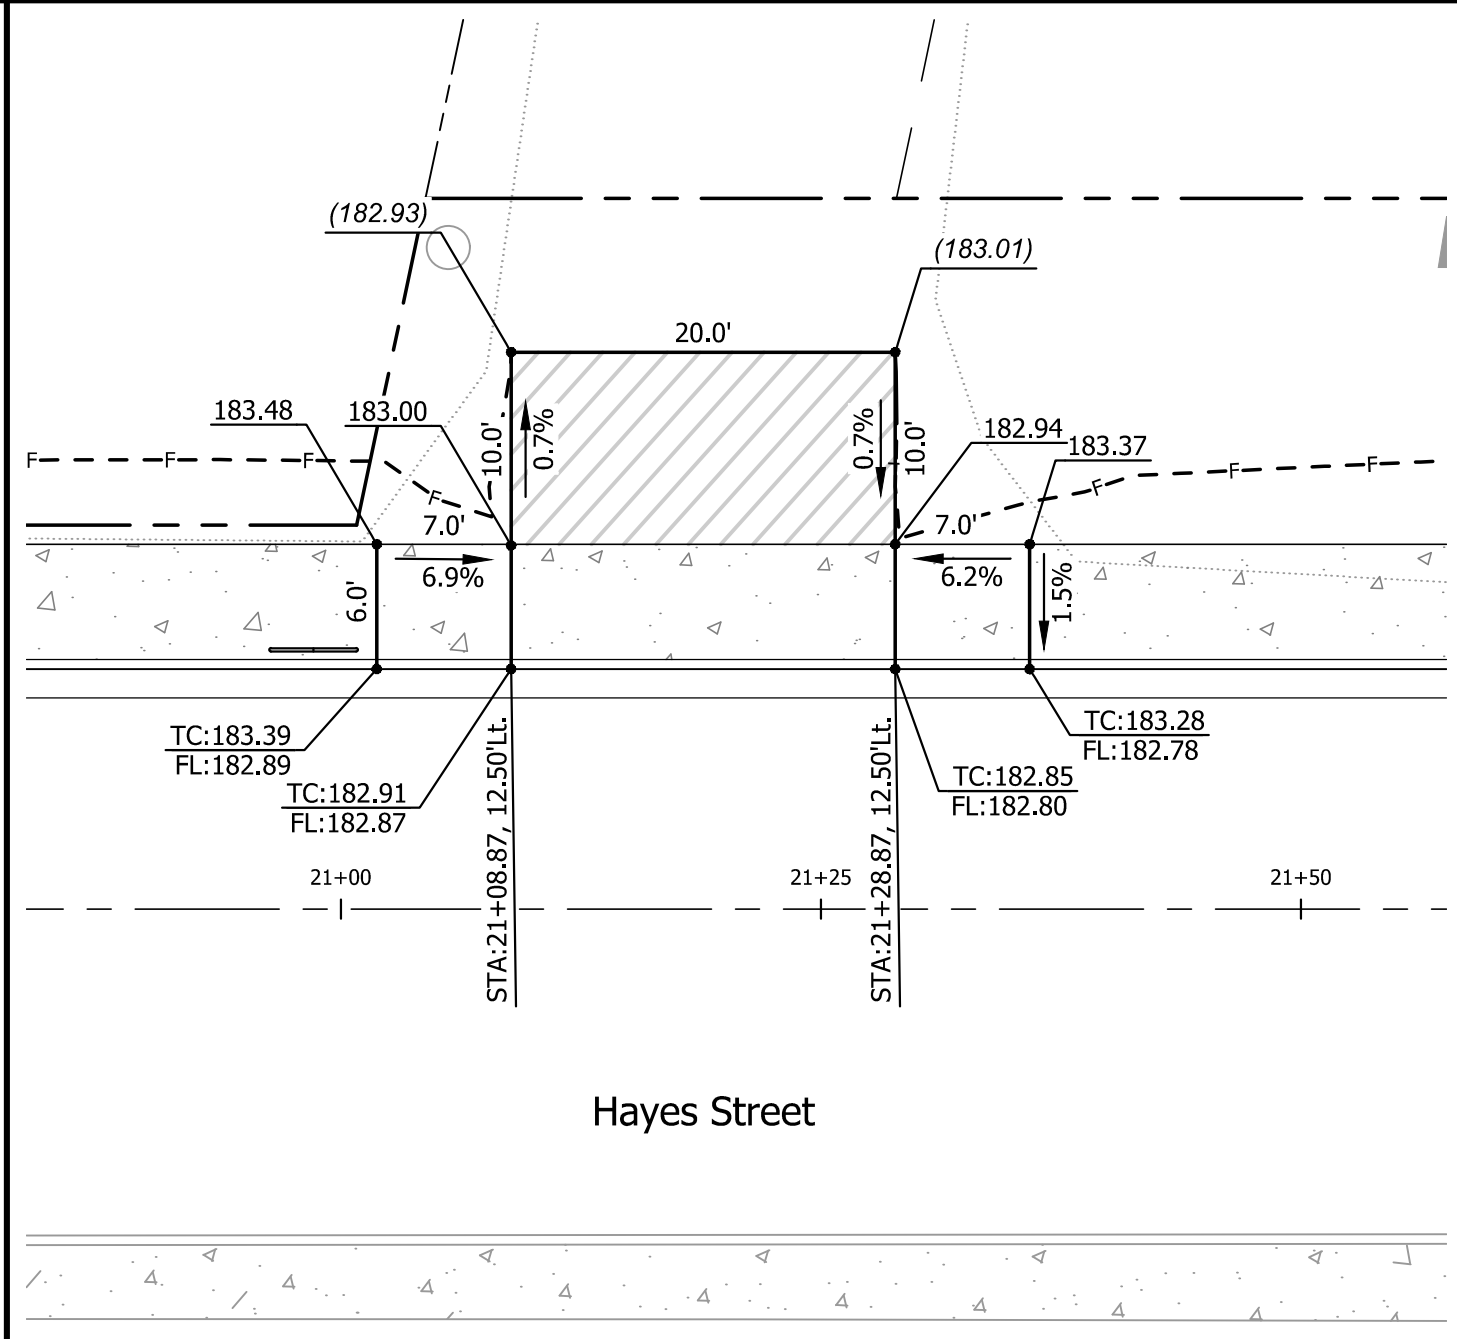 (182.93)
(183.01)
20.0'
183.48
183.00
10.0'
0.7%
0.7%
10.0'
182.94
183.37
F
F
F
F
F
F
F
7.0'
7.0'
6.9%
6.2%
6.0'
1.5%
TC:183.39
FL:182.89
TC:182.91
FL:182.87
STA:21+08.87, 12.50'Lt.
STA:21+28.87, 12.50'Lt.
TC:182.85
FL:182.80
TC:183.28
FL:182.78
21+00
21+25
21+50
Hayes Street